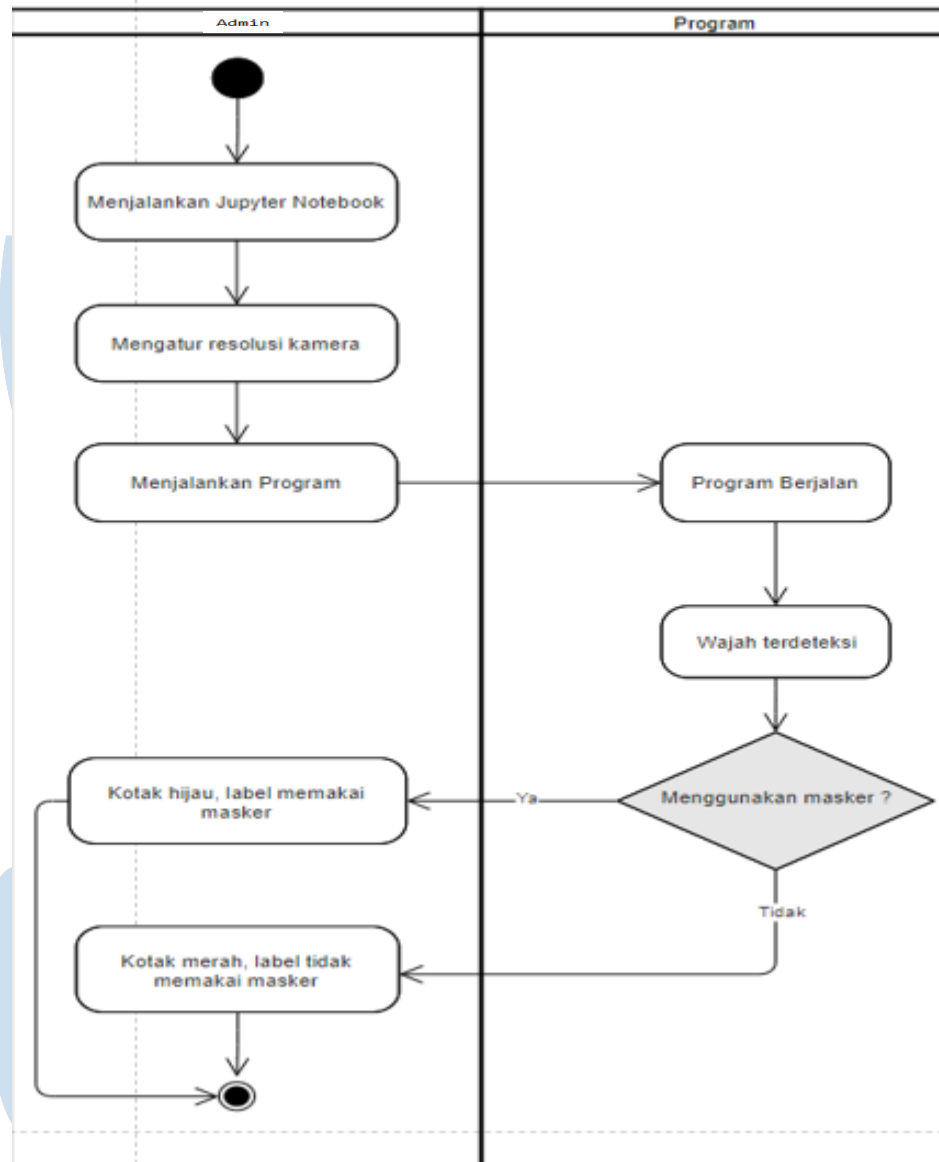 Admin
Program
Menjalankan Jupyter Notebook
Mengatur resolusi kamera
Menjalankan Program
Program Berjalan
Wajah terdeteksi
Menggunakan masker ?
Ya
Kotak hijau, label memakai
masker
Tidak
Kotak merah, label tidak
memakai masker